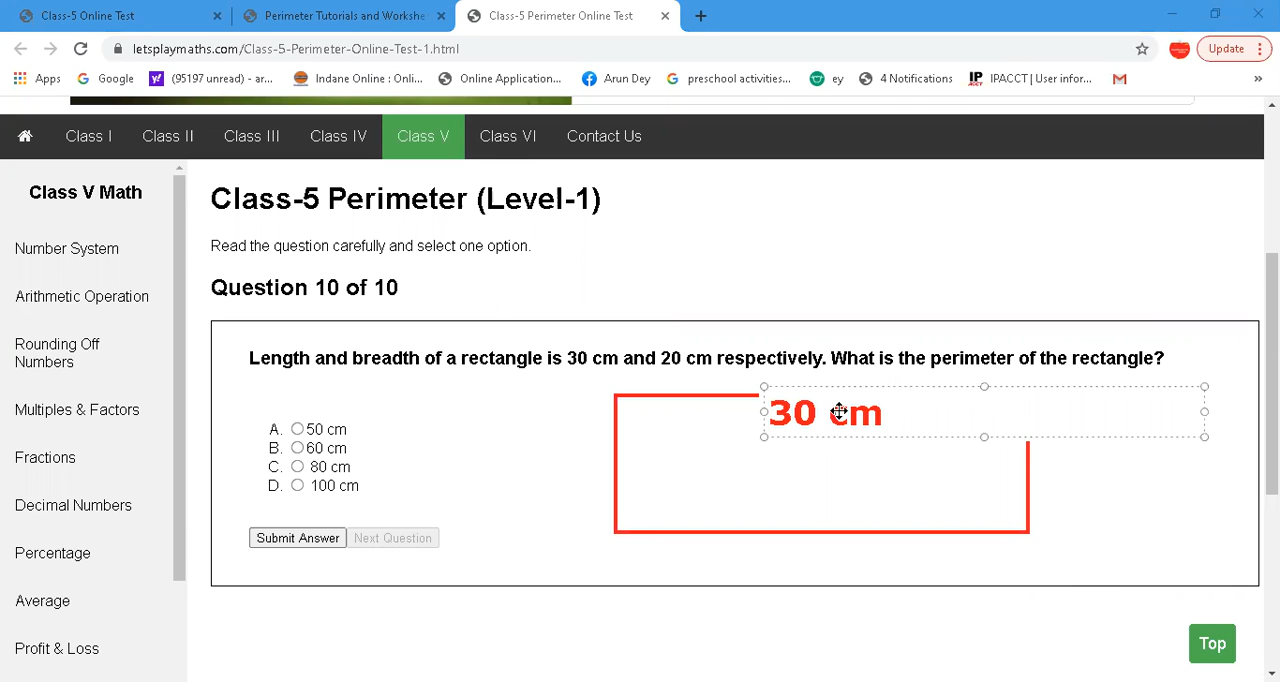 Class-5 Online Test
Perimeter Tutorials and Workshe
Class-5 Perimeter Online Test
letsplaymaths.com/Class-5-Perimeter-Online-Test-1.html
Update
Apps
Google
(95197 unread) - ar...
Indane Online : Onli...
Online Application...
Arun Dey
preschool activities...
ey
4 Notifications
IPACCT | User infor...
»
Class I
Class II
Class III
Class IV
Class V
Class VI
Contact Us
Class V Math
Number System
Arithmetic Operation
Rounding Off
Numbers
Multiples & Factors
Fractions
Decimal Numbers
Percentage
Average
Profit & Loss
Class-5 Perimeter (Level-1)
Read the question carefully and select one option.
Question 10 of 10
Length and breadth of a rectangle is 30 cm and 20 cm respectively. What is the perimeter of the rectangle?
A. 50 cm
B. 60 cm
C. 80 cm
D. 100 cm
30 cm
Submit Answer
Next Question
Top